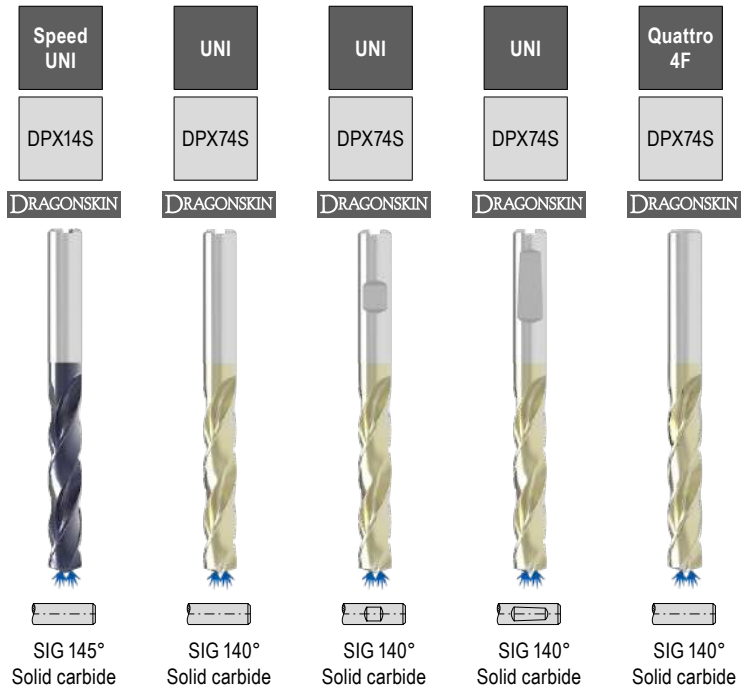 Speed
UNI
UNI
UNI
UNI
Quattro
4F
DPX14S
DPX74S
DPX74S
DPX74S
DPX74S
DRAGONSKIN
DRAGONSKIN
DRAGONSKIN
DRAGONSKIN
DRAGONSKIN
SIG 145°
Solid carbide
SIG 140°
Solid carbide
SIG 140°
Solid carbide
SIG 140°
Solid carbide
SIG 140°
Solid carbide